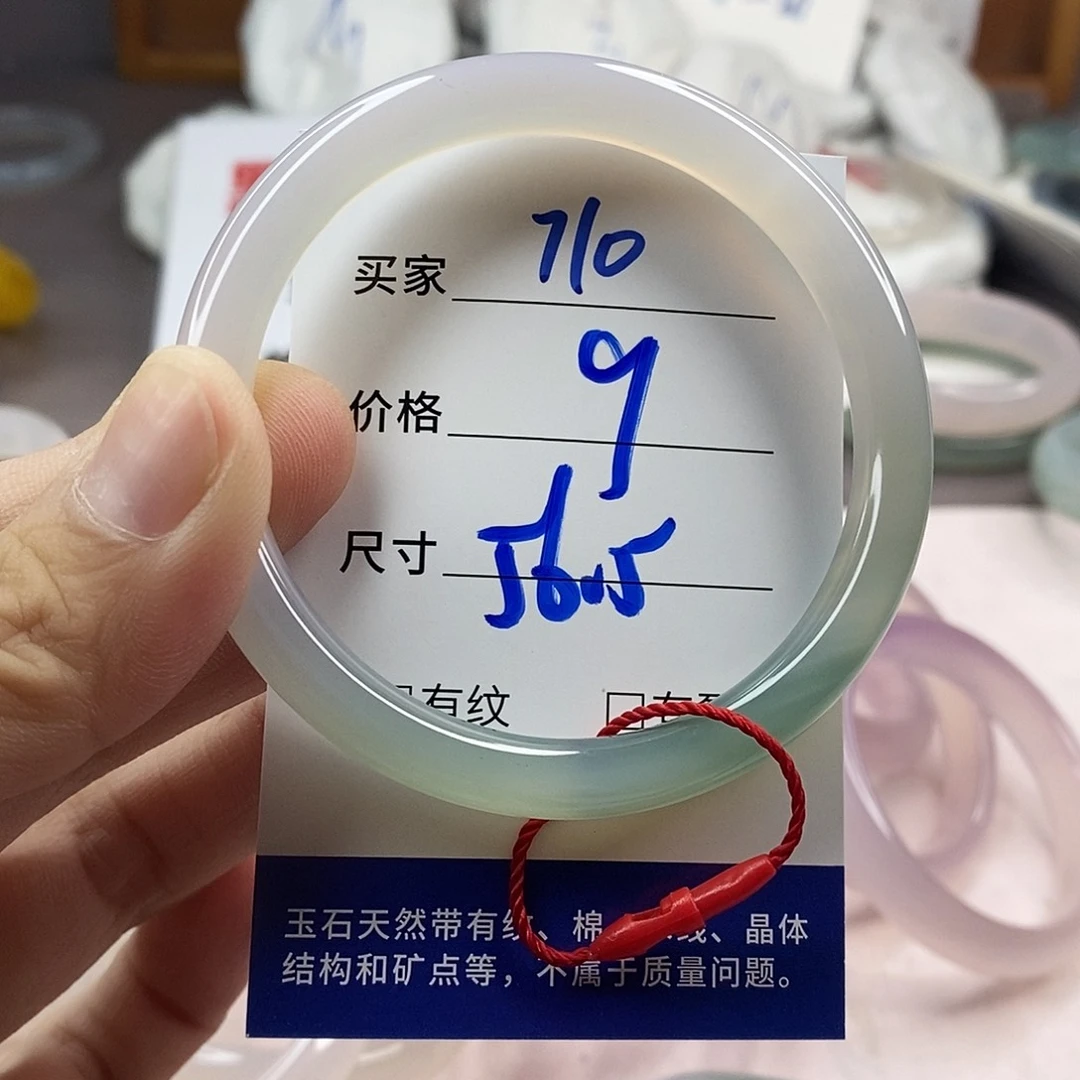 买家 710
价格 9
尺寸 56.5
有纹
玉石天然带有纹、棉、线、晶体
结构和矿点等，不属于质量问题。